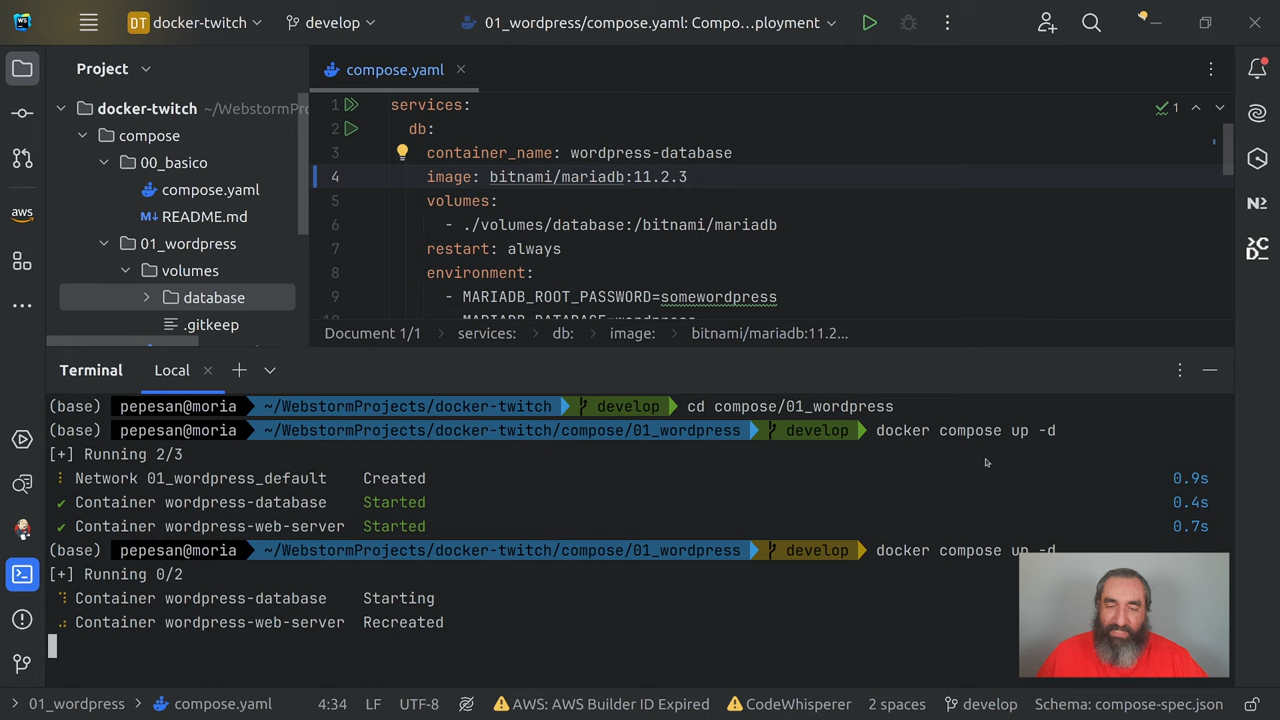 DT docker-twitch
develop
01_wordpress/compose.yaml: Compo...ployment
Project
compose.yaml
docker-twitch ~/WebstormPr
compose
00_basico
compose.yaml
M↓ README.md
01_wordpress
volumes
database
.gitkeep
aws
N
1 services:
2 db:
3 container_name: wordpress-database
4 image: bitnami/mariadb:11.2.3
5 volumes:
6 - ./volumes/database:/bitnami/mariadb
7 restart: always
8 environment:
9 - MARIADB_ROOT_PASSWORD=somewordpress
1
Document 1/1 services: db: image: bitnami/mariadb:11.2...
Terminal Local
(base) pepesan@moria ~/WebstormProjects/docker-twitch develop cd compose/01_wordpress
(base) pepesan@moria ~/WebstormProjects/docker-twitch/compose/01_wordpress develop docker compose up -d
[+] Running 2/3
⠸ Network 01_wordpress_default Created 0.9s
✔ Container wordpress-database Started 0.4s
✔ Container wordpress-web-server Started 0.7s
(base) pepesan@moria ~/WebstormProjects/docker-twitch/compose/01_wordpress develop docker compose up -d
[+] Running 0/2
Container wordpress-database Starting
Container wordpress-web-server Recreated
01_wordpress compose.yaml 4:34 LF UTF-8 AWS: AWS Builder ID Expired CodeWhisperer 2 spaces develop Schema: compose-spec.json